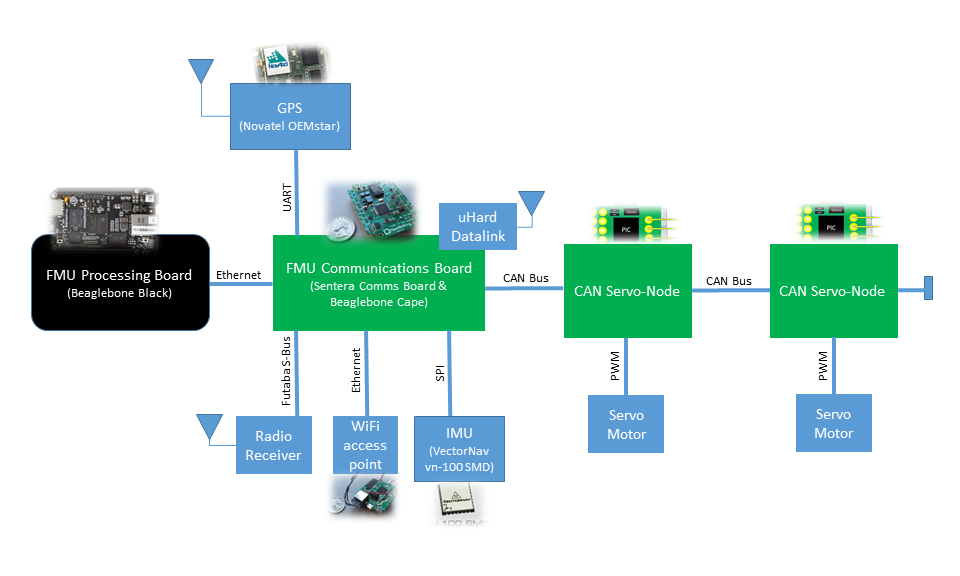 NovAtel
GPS
(Novatel OEMstar)
UART
uHard
Datalink
FMU Processing Board
(Beaglebone Black)
Ethernet
FMU Communications Board
(Sentera Comms Board &
Beaglebone Cape)
CAN Bus
PIC
CAN Servo-Node
CAN Bus
PIC
CAN Servo-Node
Futaba S-Bus
Ethernet
SPI
PWM
PWM
Radio
Receiver
WiFi
access
point
IMU
(VectorNav
vn-100 SMD)
Servo
Motor
Servo
Motor
VECTORNAV